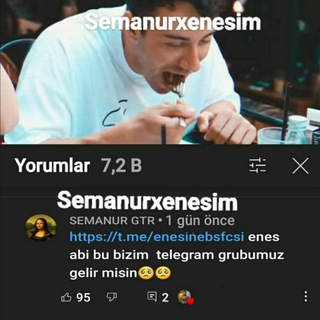 Semanurxenesim
Yorumlar 7,2 B
Semanurxenesim
SEMANUR GTR • 1 gün önce
https://t.me/enesinebsfcsi enes
abi bu bizim telegram grubumuz
gelir misin🥺🥺
95 2